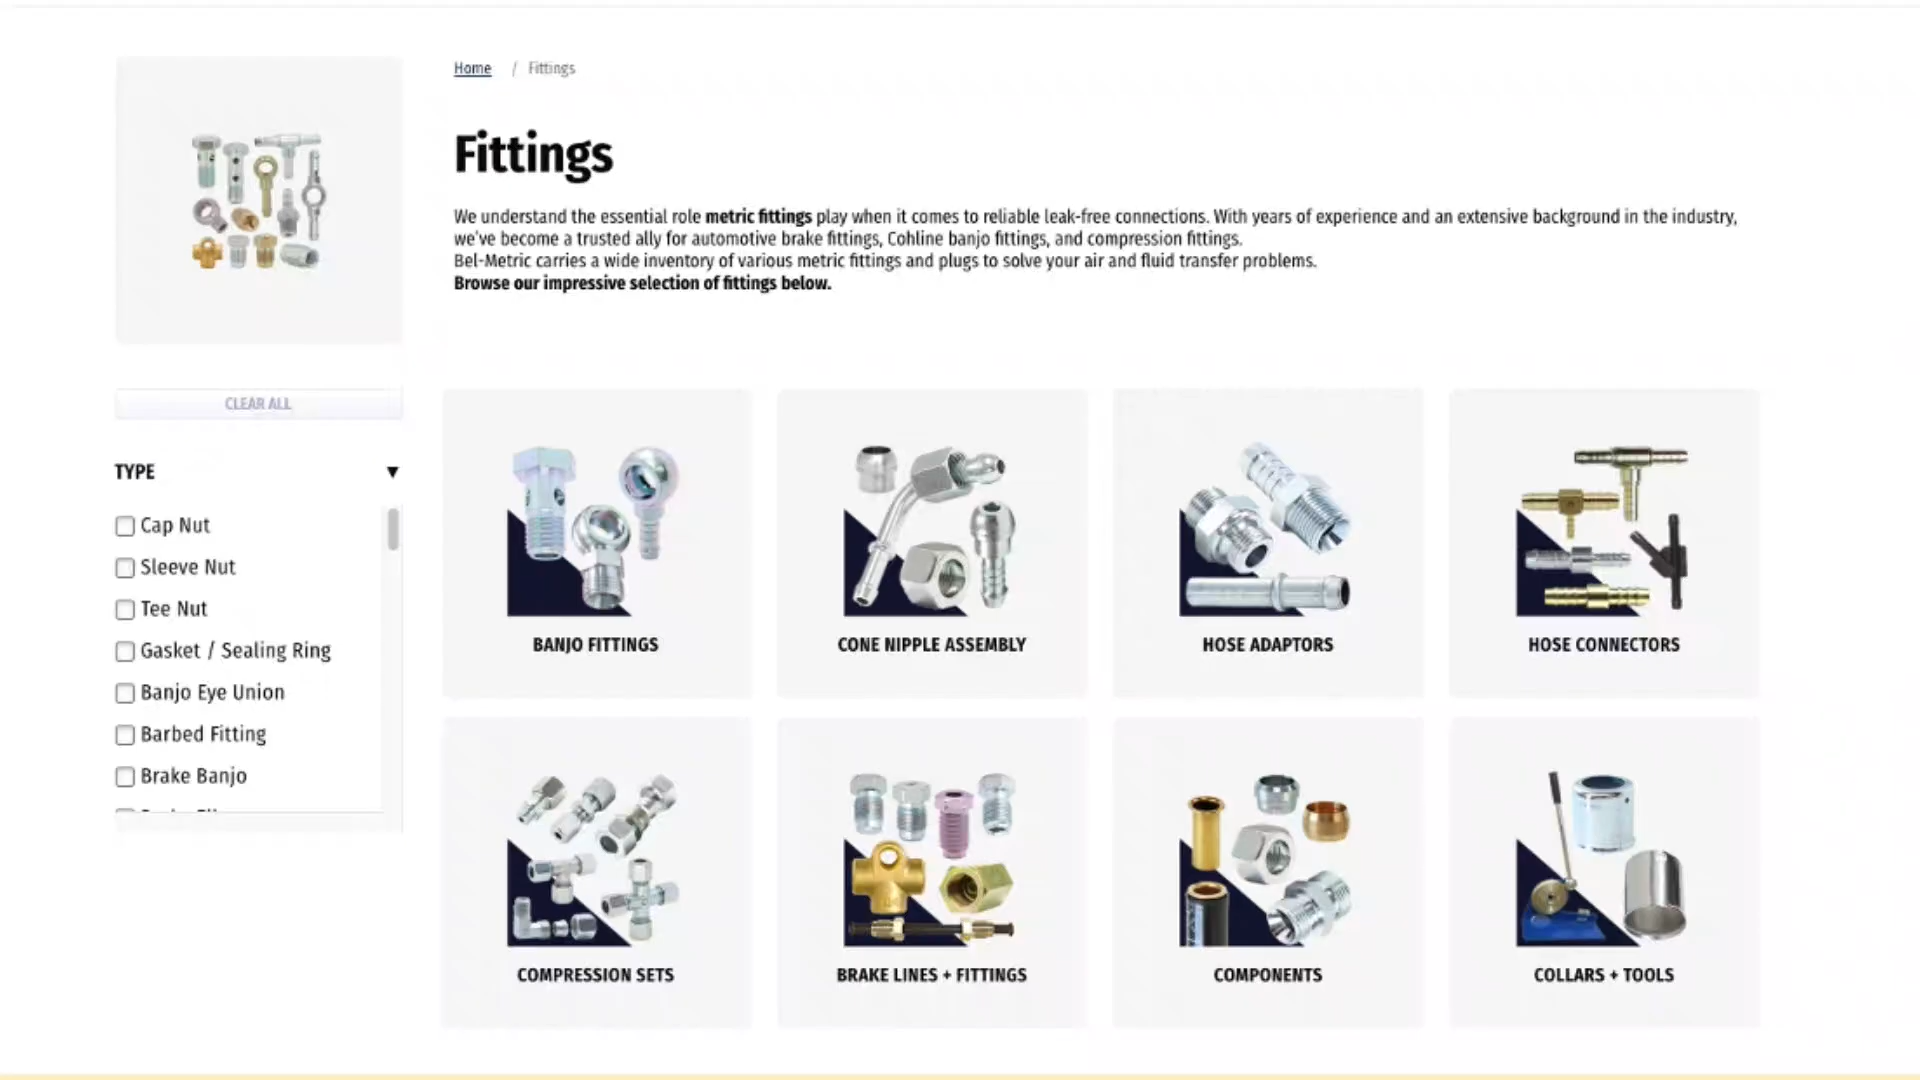 Home / Fittings
Fittings
We understand the essential role metric fittings play when it comes to reliable leak-free connections. With years of experience and an extensive background in the industry,
we've become a trusted ally for automotive brake fittings, Cohline banjo fittings, and compression fittings.
Bel-Metric carries a wide inventory of various metric fittings and plugs to solve your air and fluid transfer problems.
Browse our impressive selection of fittings below.
CLEAR ALL
TYPE
Cap Nut
Sleeve Nut
Tee Nut
Gasket / Sealing Ring
Banjo Eye Union
Barbed Fitting
Brake Banjo
BANJO FITTINGS
CONE NIPPLE ASSEMBLY
HOSE ADAPTORS
HOSE CONNECTORS
COMPRESSION SETS
BRAKE LINES + FITTINGS
COMPONENTS
COLLARS + TOOLS